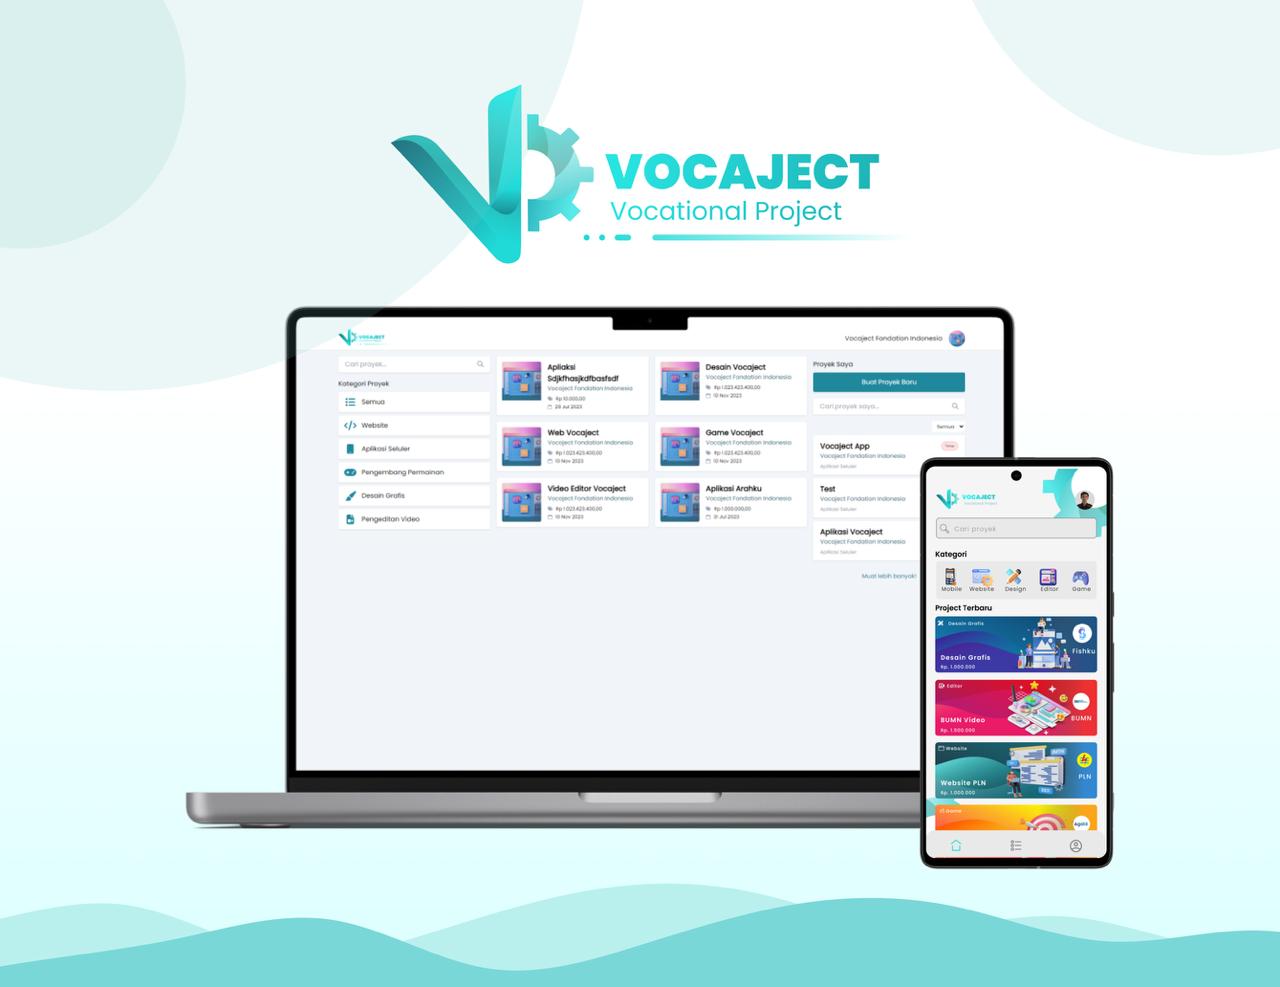 VOCAJECT
Vocational Project
VOCAJECT
Vocaject Fondation Indonesia
Cari proyek...
Kategori Proyek
Semua
Website
Aplikasi Seluler
Pengembang Permainan
Desain Grafis
Pengeditan Video
Apliaksi
Sdjkfhasjkdfbasfsdf
Vocaject Fondation Indonesia
Rp 10.000,00
28 Jul 2023
Desain Vocaject
Vocaject Fondation Indonesia
Rp 1.023.423.400,00
10 Nov 2023
Web Vocaject
Vocaject Fondation Indonesia
Rp 1.023.423.400,00
10 Nov 2023
Game Vocaject
Vocaject Fondation Indonesia
Rp 1.023.423.400,00
10 Nov 2023
Video Editor Vocaject
Vocaject Fondation Indonesia
Rp 1.023.423.400,00
10 Nov 2023
Aplikasi Arahku
Vocaject Fondation Indonesia
Rp 1.000.000,00
31 Jul 2023
Proyek Saya
Buat Proyek Baru
Cari proyek saya...
Semua
Vocaject App
Vocaject Fondation Indonesia
Aplikasi Seluler
Test
Vocaject Fondation Indonesia
Aplikasi Seluler
Aplikasi Vocaject
Vocaject Fondation Indonesia
Aplikasi Seluler
Muat lebih banyak!
VOCAJECT
Vocational Project
Cari proyek
Kategori
Mobile Website Design Editor Game
Project Terbaru
Desain Grafis
Fishku
Desain Grafis
Rp. 1.000.000
Editor
BUMN
BUMN Video
Rp. 1.500.000
Website
PLN
Website PLN
Rp. 1.000.000
Game
Agate